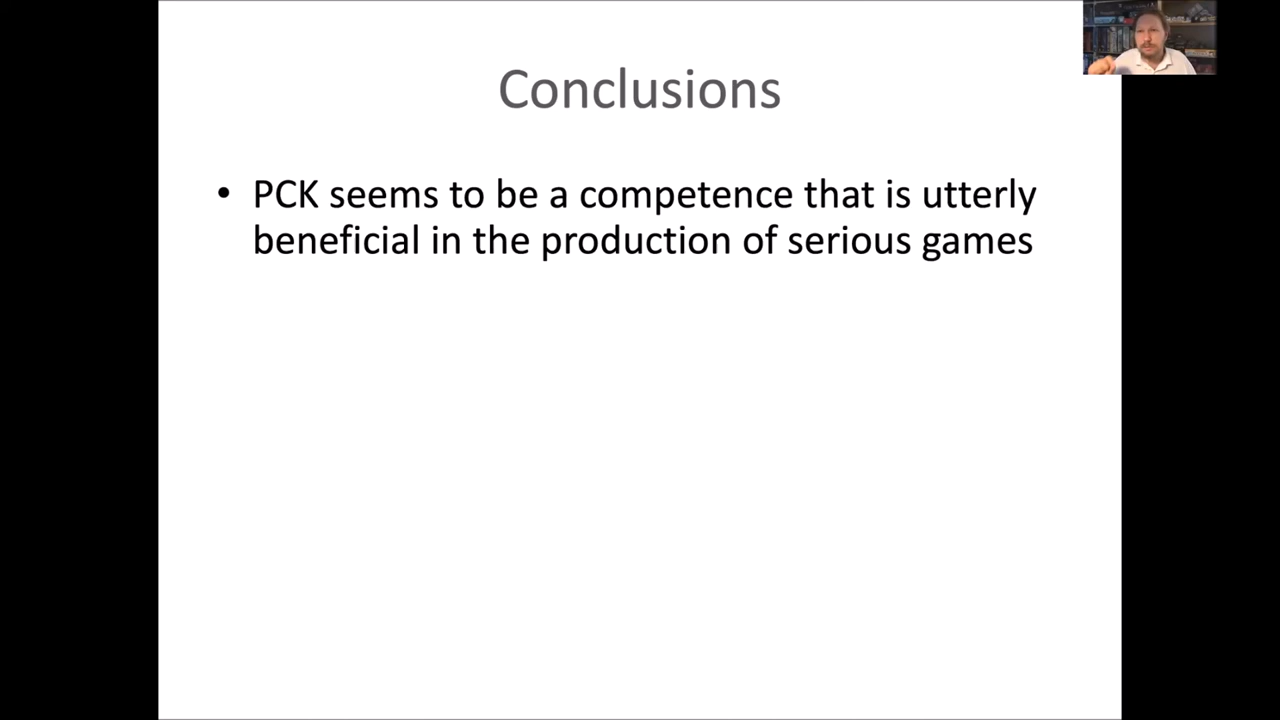 Conclusions
• PCK seems to be a competence that is utterly
beneficial in the production of serious games